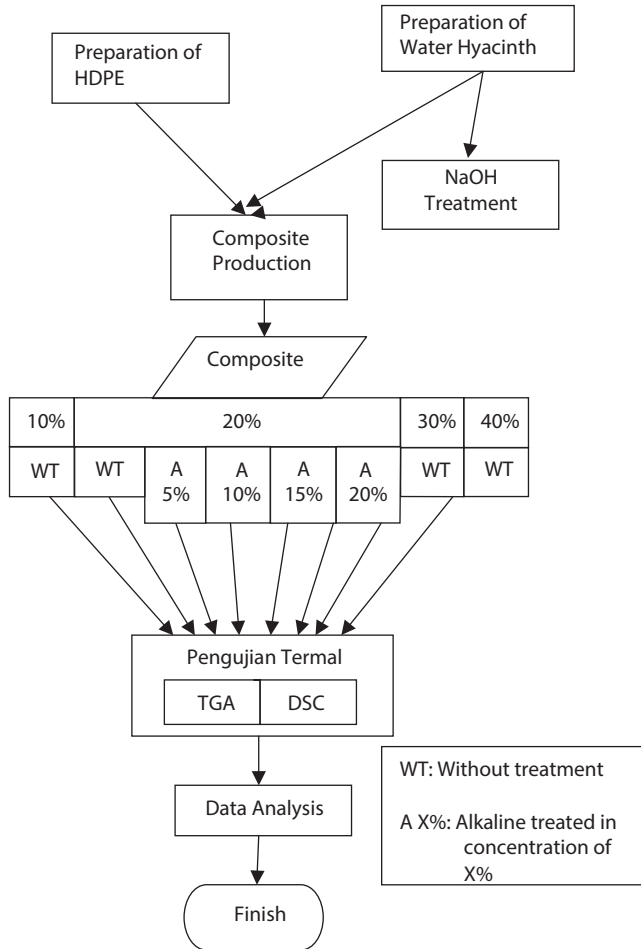 Preparation of
HDPE
Preparation of
Water Hyacinth
NaOH
Treatment
Composite
Production
Composite
10%
20%
30%
40%
WT
WT
A
5%
A
10%
A
15%
A
20%
WT
WT
Pengujian Termal
TGA
DSC
Data Analysis
Finish
WT: Without treatment
A X%: Alkaline treated in
concentration of
X%